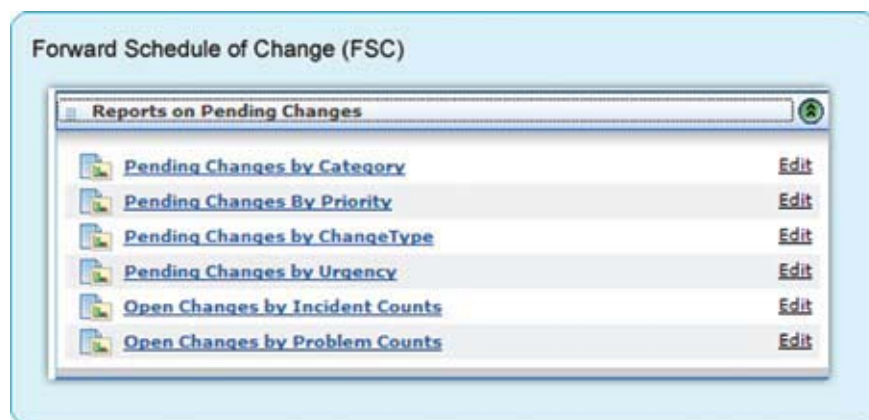 Forward Schedule of Change (FSC)
Reports on Pending Changes
Pending Changes by Category Edit
Pending Changes By Priority Edit
Pending Changes by ChangeType Edit
Pending Changes by Urgency Edit
Open Changes by Incident Counts Edit
Open Changes by Problem Counts Edit